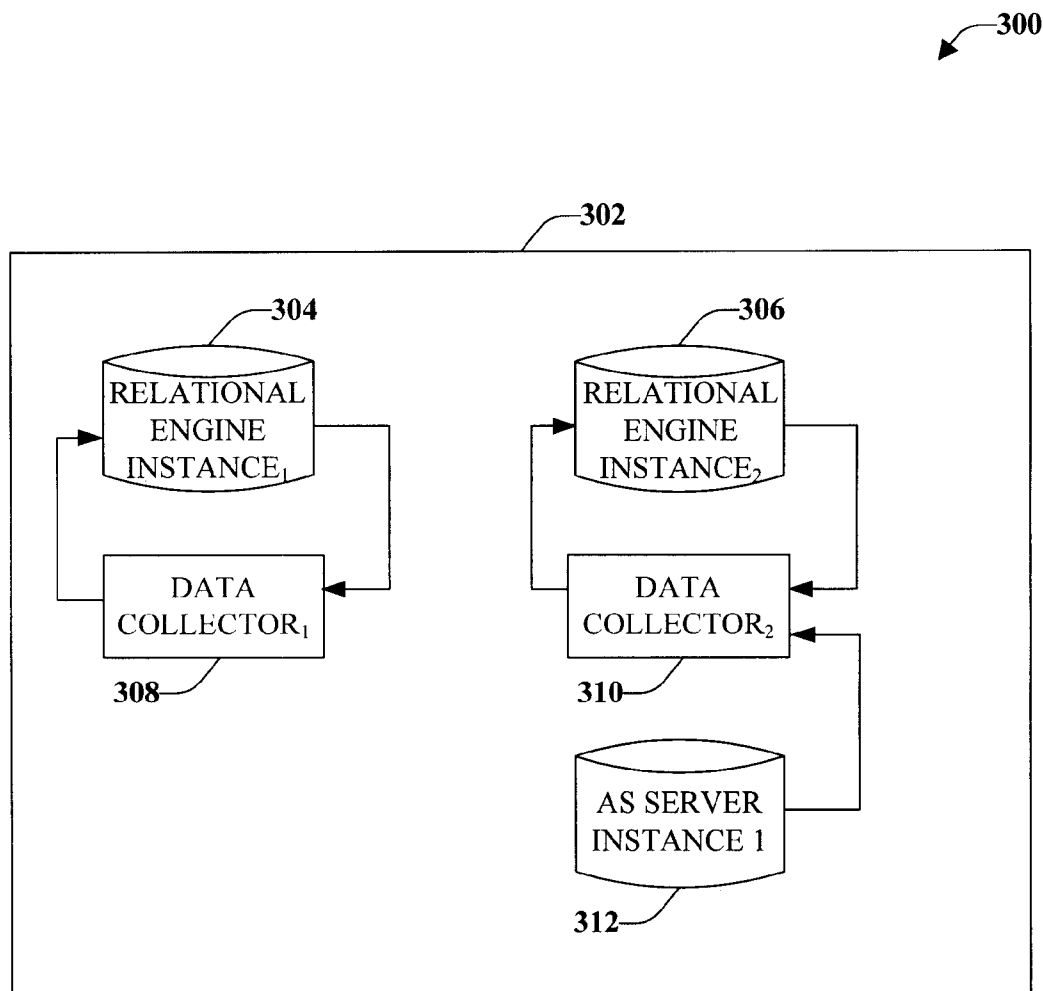 300
302
304
306
RELATIONAL
ENGINE
INSTANCE₁
RELATIONAL
ENGINE
INSTANCE₂
DATA
COLLECTOR₁
DATA
COLLECTOR₂
308
310
AS SERVER
INSTANCE 1
312